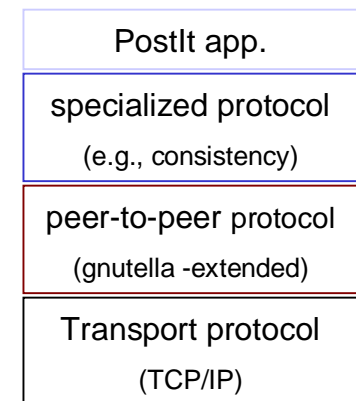 PostIt app.
specialized protocol
(e.g., consistency)
peer-to-peer protocol
(gnutella -extended)
Transport protocol
(TCP/IP)